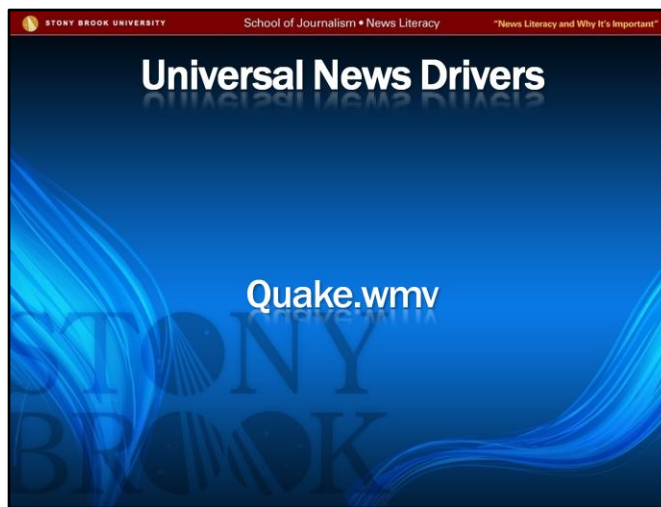 STONY BROOK UNIVERSITY School of Journalism • News Literacy "News Literacy and Why It's Important"
Universal News Drivers
Quake.wmv
STONY
BROOK